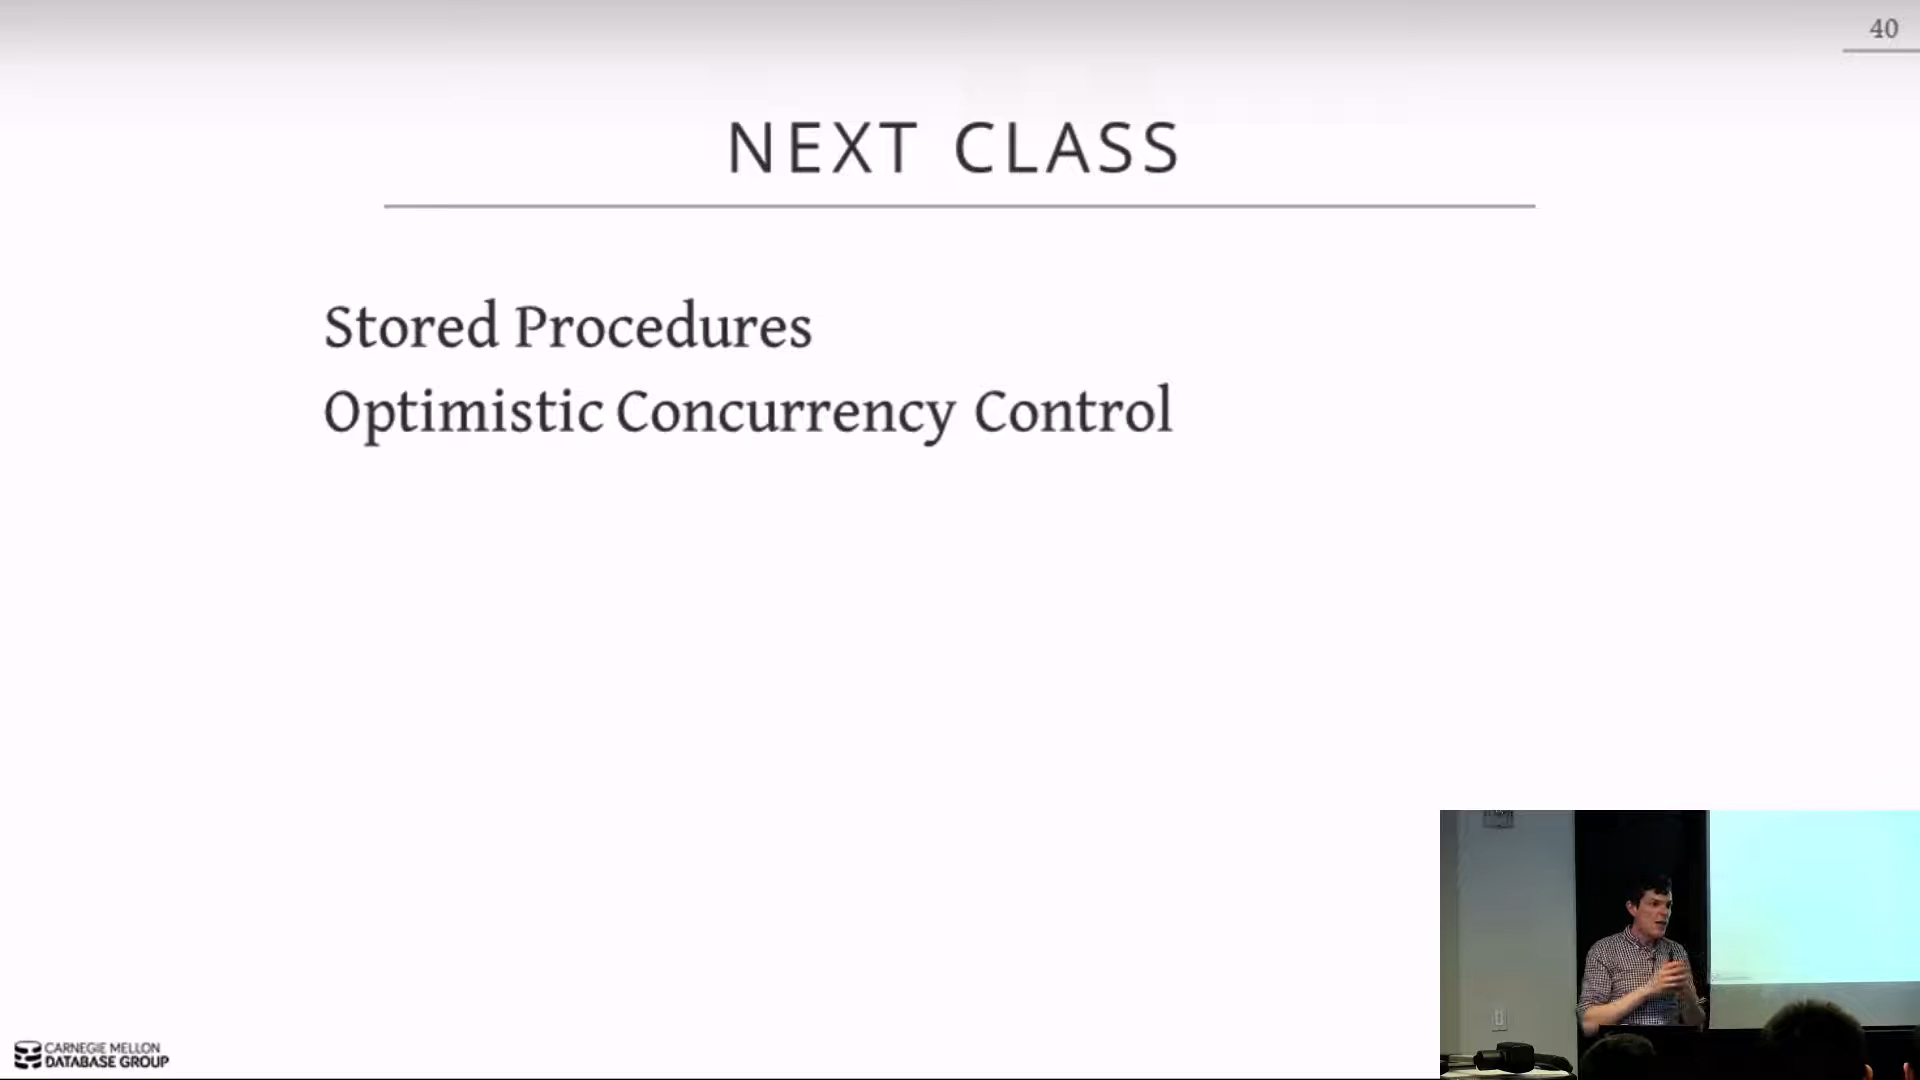 40
NEXT CLASS
Stored Procedures
Optimistic Concurrency Control
CARNEGIE MELLON
DATABASE GROUP